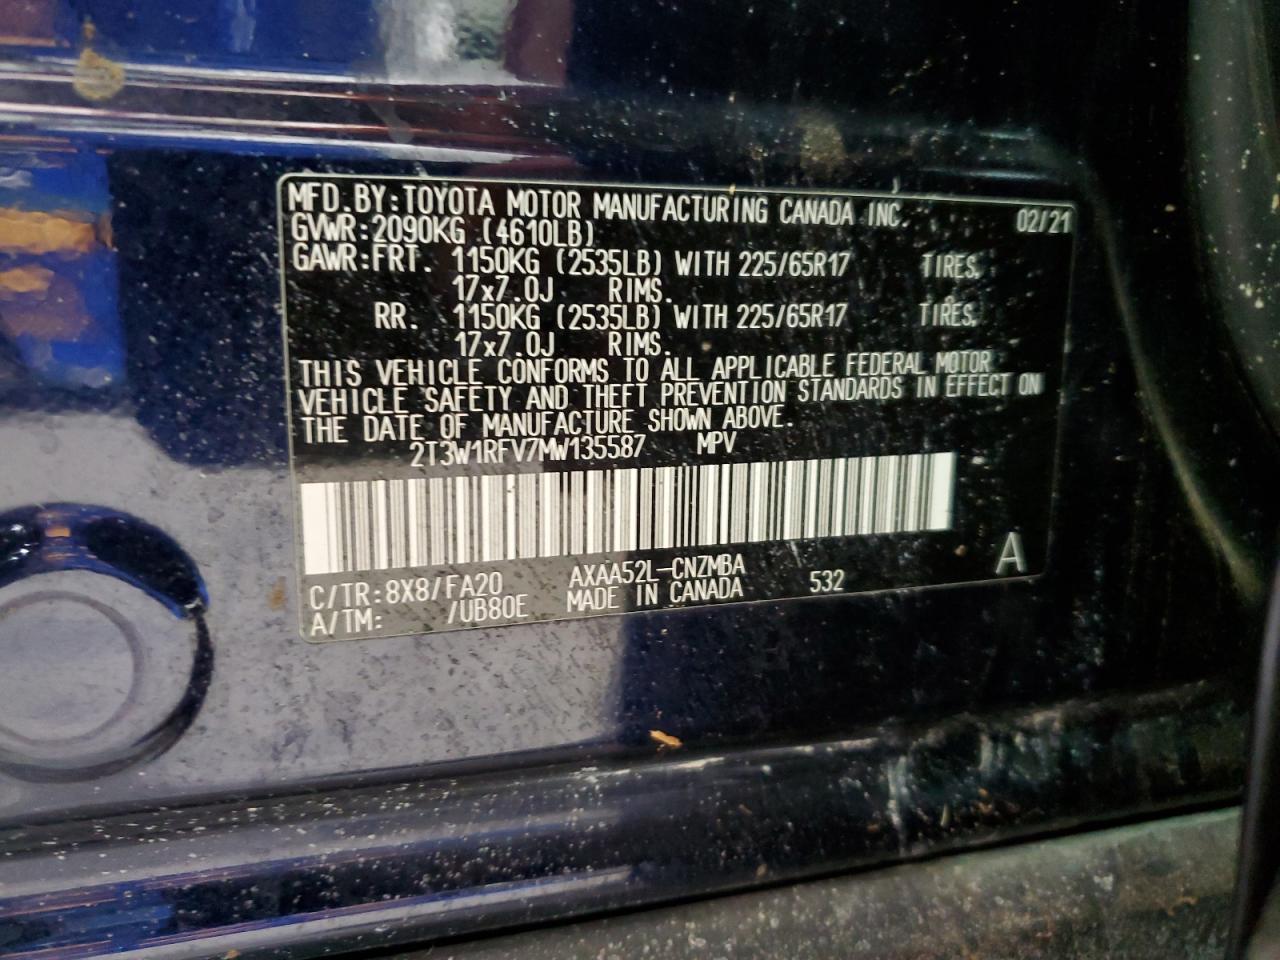 MFD.BY:TOYOTA MOTOR MANUFACTURING CANADA INC. 02/21
GVWR:2090KG (4610LB)
GAWR:FRT. 1150KG (2535LB) WITH 225/65R17 TIRES,
17x7.0J RIMS.
RR. 1150KG (2535LB) WITH 225/65R17 TIRES,
17x7.0J RIMS.
THIS VEHICLE CONFORMS TO ALL APPLICABLE FEDERAL MOTOR
VEHICLE SAFETY AND THEFT PREVENTION STANDARDS IN EFFECT ON
THE DATE OF MANUFACTURE SHOWN ABOVE.
2T3W1RFV7MW135587 MPV
A
C/TR:8X8/FA20 AXAA52L-CNZMBA 532
A/TM: /UB80E MADE IN CANADA